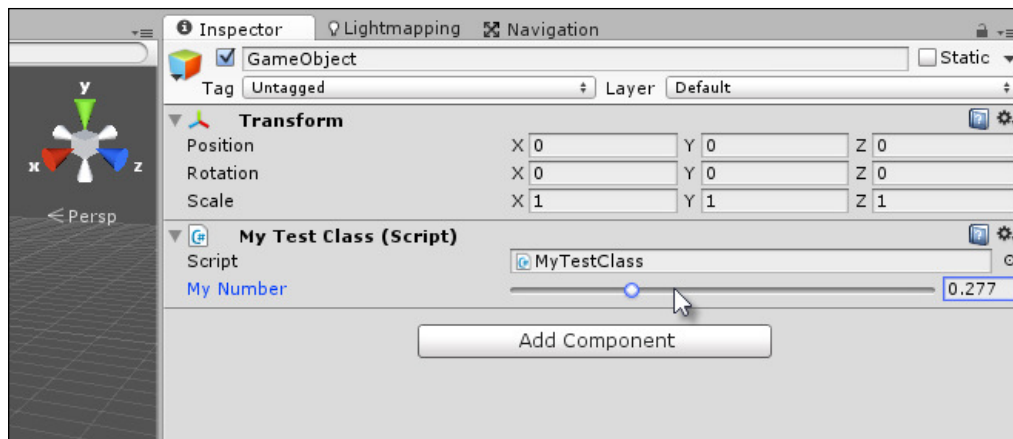 Inspector Lightmapping Navigation
GameObject Static
Tag Untagged Layer Default
y
x z
Persp
Transform
Position X 0 Y 0 Z 0
Rotation X 0 Y 0 Z 0
Scale X 1 Y 1 Z 1
C# My Test Class (Script)
Script C# MyTestClass
My Number 0.277
Add Component